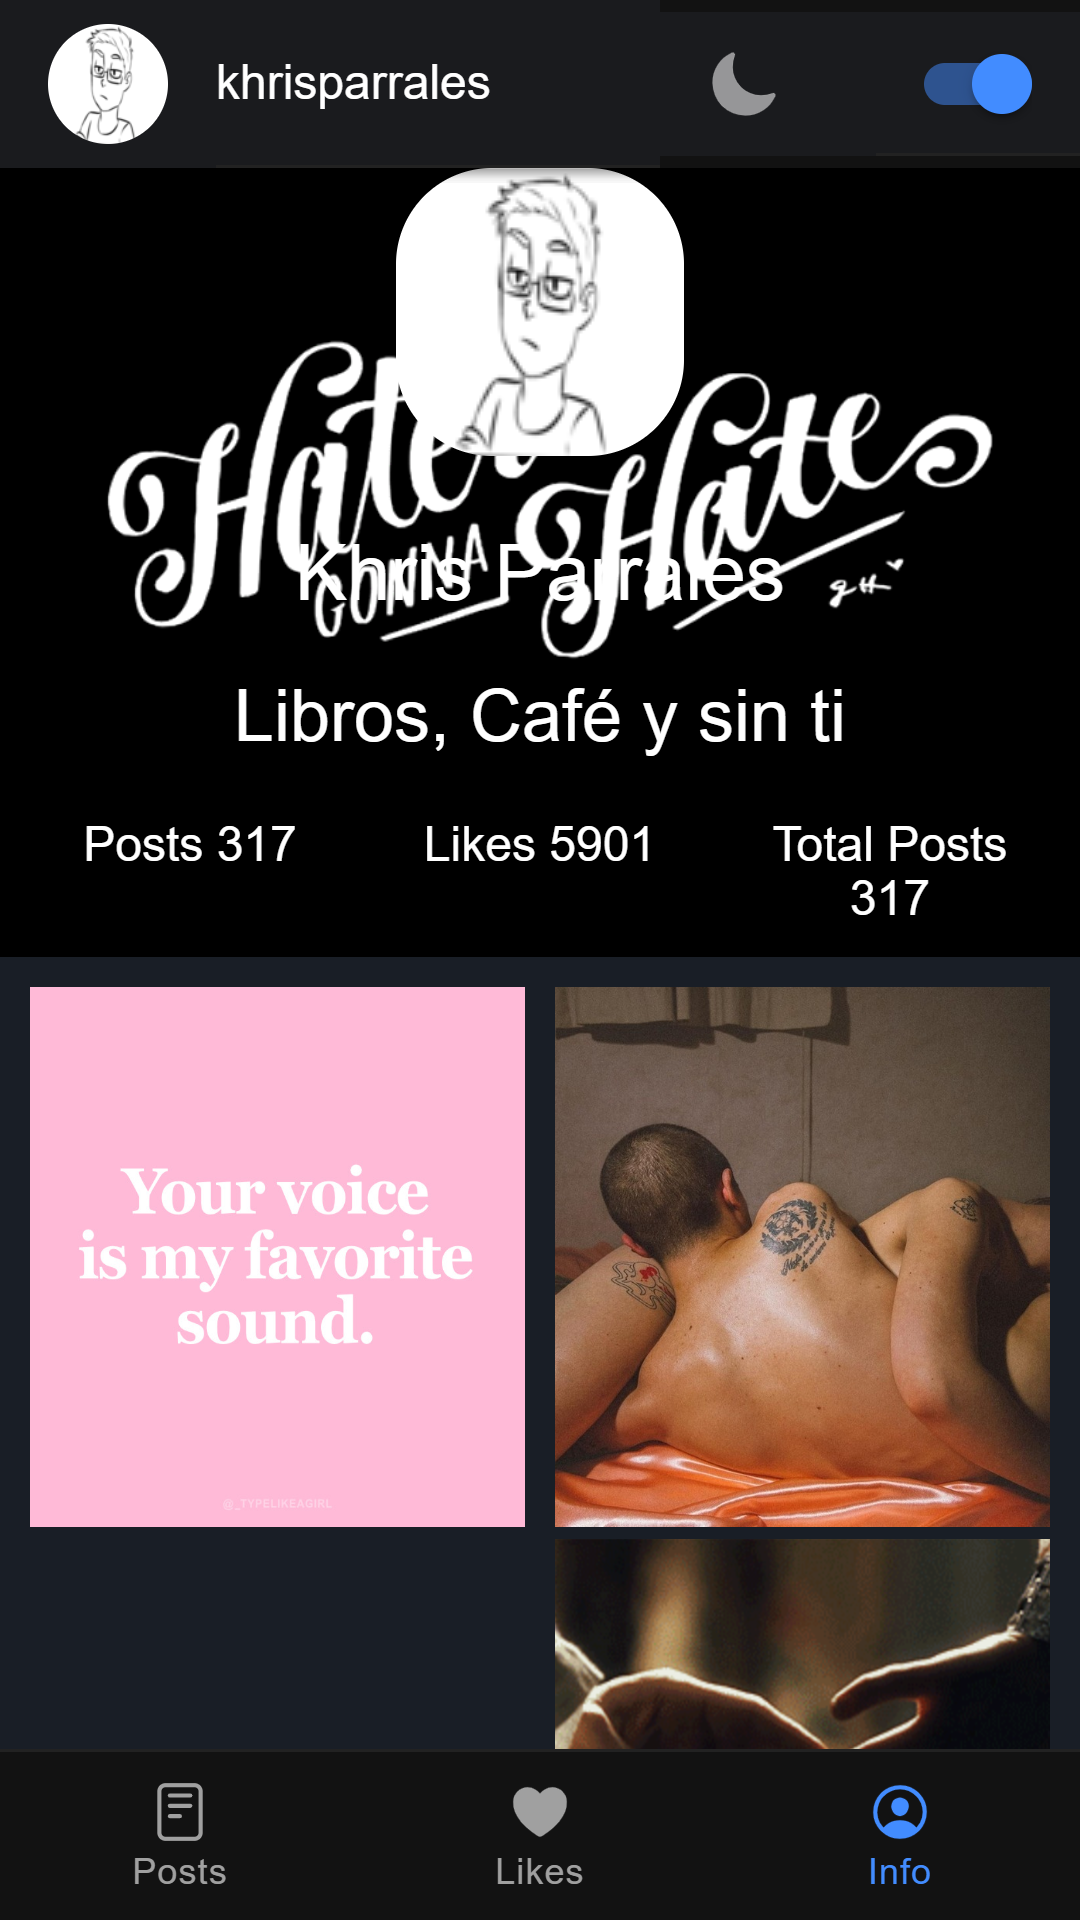 khrisparrales
Hate
Hate
GONNA
Khris Parrales
Libros, Café y sin ti
Posts 317
Likes 5901
Total Posts
317
Your voice
is my favorite
sound.
@_TYPELIKEAGIRL
Posts
Likes
Info